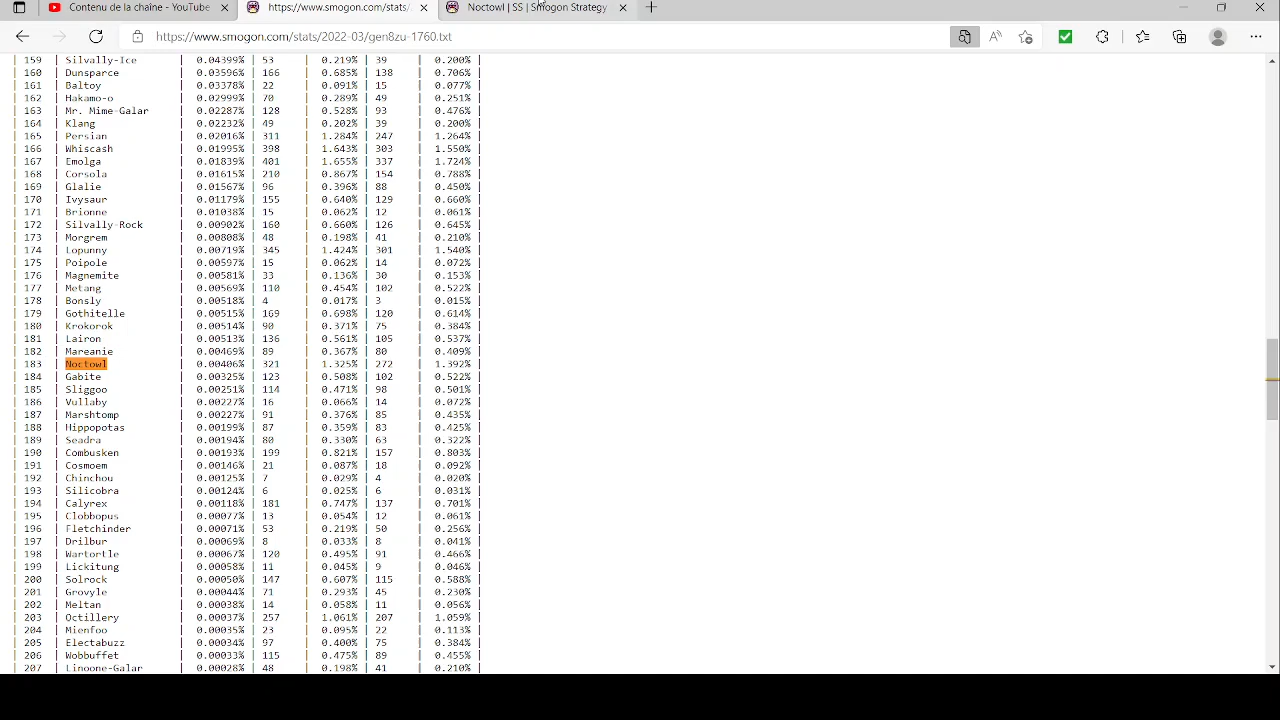 Contenu de la chaîne - YouTube
https://www.smogon.com/stats/
Noctowl | SS | Smogon Strategy
https://www.smogon.com/stats/2022-03/gen8zu-1760.txt
| 159 | Silvally-Ice | 0.04399% | 53 | 0.219% | 39 | 0.200% |
| 160 | Dunsparce | 0.03596% | 166 | 0.685% | 138 | 0.706% |
| 161 | Baltoy | 0.03378% | 22 | 0.091% | 15 | 0.077% |
| 162 | Hakamo-o | 0.02999% | 70 | 0.289% | 49 | 0.251% |
| 163 | Mr. Mime-Galar | 0.02287% | 128 | 0.528% | 93 | 0.476% |
| 164 | Klang | 0.02232% | 49 | 0.202% | 39 | 0.200% |
| 165 | Persian | 0.02016% | 311 | 1.284% | 247 | 1.264% |
| 166 | Whiscash | 0.01995% | 398 | 1.643% | 303 | 1.550% |
| 167 | Emolga | 0.01839% | 401 | 1.655% | 337 | 1.724% |
| 168 | Corsola | 0.01615% | 210 | 0.867% | 154 | 0.788% |
| 169 | Glalie | 0.01567% | 96 | 0.396% | 88 | 0.450% |
| 170 | Ivysaur | 0.01179% | 155 | 0.640% | 129 | 0.660% |
| 171 | Brionne | 0.01038% | 15 | 0.062% | 12 | 0.061% |
| 172 | Silvally-Rock | 0.00902% | 160 | 0.660% | 126 | 0.645% |
| 173 | Morgrem | 0.00808% | 48 | 0.198% | 41 | 0.210% |
| 174 | Lopunny | 0.00719% | 345 | 1.424% | 301 | 1.540% |
| 175 | Poipole | 0.00597% | 15 | 0.062% | 14 | 0.072% |
| 176 | Magnemite | 0.00581% | 33 | 0.136% | 30 | 0.153% |
| 177 | Metang | 0.00569% | 110 | 0.454% | 102 | 0.522% |
| 178 | Bonsly | 0.00518% | 4 | 0.017% | 3 | 0.015% |
| 179 | Gothitelle | 0.00515% | 169 | 0.698% | 120 | 0.614% |
| 180 | Krokorok | 0.00514% | 90 | 0.371% | 75 | 0.384% |
| 181 | Lairon | 0.00513% | 136 | 0.561% | 105 | 0.537% |
| 182 | Mareanie | 0.00469% | 89 | 0.367% | 80 | 0.409% |
| 183 | Noctowl | 0.00406% | 321 | 1.325% | 272 | 1.392% |
| 184 | Gabite | 0.00325% | 123 | 0.508% | 102 | 0.522% |
| 185 | Sliggoo | 0.00251% | 114 | 0.471% | 98 | 0.501% |
| 186 | Vullaby | 0.00227% | 16 | 0.066% | 14 | 0.072% |
| 187 | Marshtomp | 0.00227% | 91 | 0.376% | 85 | 0.435% |
| 188 | Hippopotas | 0.00199% | 87 | 0.359% | 83 | 0.425% |
| 189 | Seadra | 0.00194% | 80 | 0.330% | 63 | 0.322% |
| 190 | Combusken | 0.00193% | 199 | 0.821% | 157 | 0.803% |
| 191 | Cosmoem | 0.00146% | 21 | 0.087% | 18 | 0.092% |
| 192 | Chinchou | 0.00125% | 7 | 0.029% | 4 | 0.020% |
| 193 | Silicobra | 0.00124% | 6 | 0.025% | 6 | 0.031% |
| 194 | Calyrex | 0.00118% | 181 | 0.747% | 137 | 0.701% |
| 195 | Clobbopus | 0.00077% | 13 | 0.054% | 12 | 0.061% |
| 196 | Fletchinder | 0.00071% | 53 | 0.219% | 50 | 0.256% |
| 197 | Drilbur | 0.00069% | 8 | 0.033% | 8 | 0.041% |
| 198 | Wartortle | 0.00067% | 120 | 0.495% | 91 | 0.466% |
| 199 | Lickitung | 0.00058% | 11 | 0.045% | 9 | 0.046% |
| 200 | Solrock | 0.00050% | 147 | 0.607% | 115 | 0.588% |
| 201 | Grovyle | 0.00044% | 71 | 0.293% | 45 | 0.230% |
| 202 | Meltan | 0.00038% | 14 | 0.058% | 11 | 0.056% |
| 203 | Octillery | 0.00037% | 257 | 1.061% | 207 | 1.059% |
| 204 | Mienfoo | 0.00035% | 23 | 0.095% | 22 | 0.113% |
| 205 | Electabuzz | 0.00034% | 97 | 0.400% | 75 | 0.384% |
| 206 | Wobbuffet | 0.00033% | 115 | 0.475% | 89 | 0.455% |
| 207 | Linoone-Galar | 0.00028% | 48 | 0.198% | 41 | 0.210% |